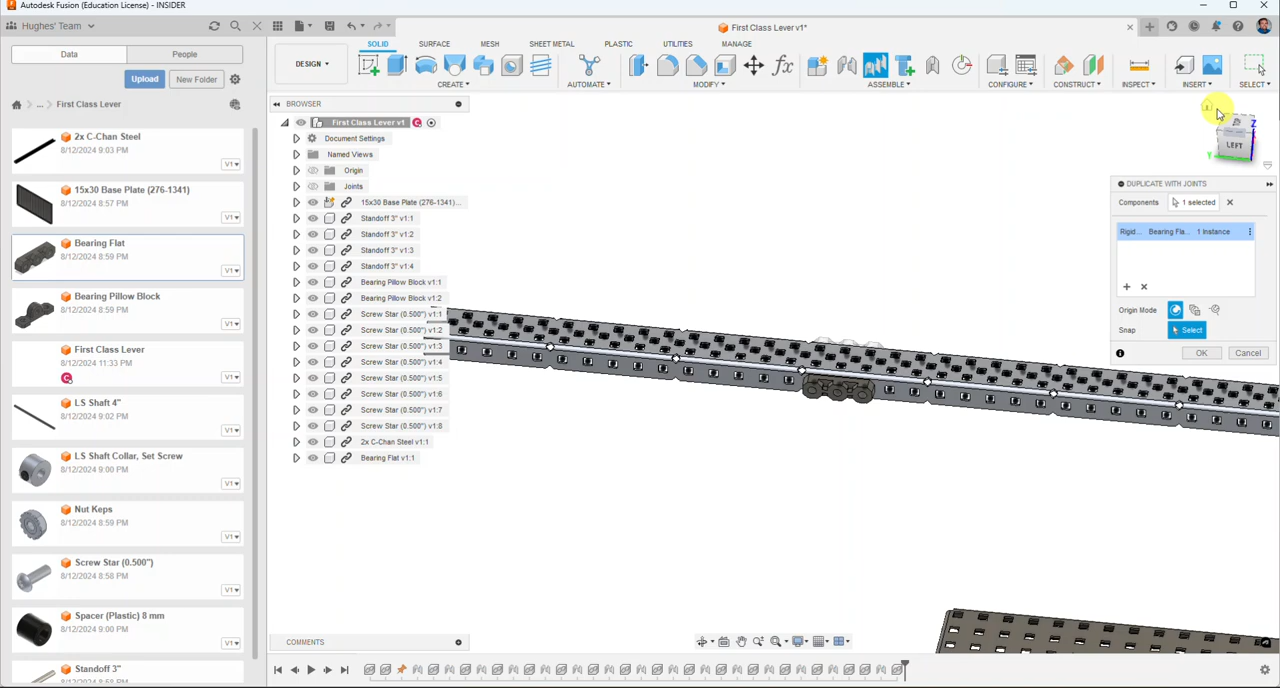 Autodesk Fusion (Education License) - INSIDER
Hughes' Team
First Class Lever v1*
Data
People
Upload
New Folder
... First Class Lever
2x C-Chan Steel
8/12/2024 9:03 PM
V1
15x30 Base Plate (276-1341)
8/12/2024 8:57 PM
V1
Bearing Flat
8/12/2024 8:59 PM
V1
Bearing Pillow Block
8/12/2024 8:59 PM
V1
First Class Lever
8/12/2024 11:33 PM
V1
LS Shaft 4"
8/12/2024 9:02 PM
V1
LS Shaft Collar, Set Screw
8/12/2024 9:00 PM
V1
Nut Keps
8/12/2024 8:59 PM
V1
Screw Star (0.500")
8/12/2024 8:58 PM
V1
Spacer (Plastic) 8 mm
8/12/2024 9:00 PM
V1
Standoff 3"
8/12/2024 8:58 PM
DESIGN
SOLID
SURFACE
MESH
SHEET METAL
PLASTIC
UTILITIES
MANAGE
CREATE
AUTOMATE
MODIFY
ASSEMBLE
CONFIGURE
CONSTRUCT
INSPECT
INSERT
SELECT
BROWSER
First Class Lever v1
Document Settings
Named Views
Origin
Joints
15x30 Base Plate (276-1341)...
Standoff 3" v1:1
Standoff 3" v1:2
Standoff 3" v1:3
Standoff 3" v1:4
Bearing Pillow Block v1:1
Bearing Pillow Block v1:2
Screw Star (0.500") v1:1
Screw Star (0.500") v1:2
Screw Star (0.500") v1:3
Screw Star (0.500") v1:4
Screw Star (0.500") v1:5
Screw Star (0.500") v1:6
Screw Star (0.500") v1:7
Screw Star (0.500") v1:8
2x C-Chan Steel v1:1
Bearing Flat v1:1
Z
LEFT
Y
DUPLICATE WITH JOINTS
Components 1 selected
Rigid... Bearing Fla... 1 Instance
Origin Mode
Snap Select
OK
Cancel
COMMENTS